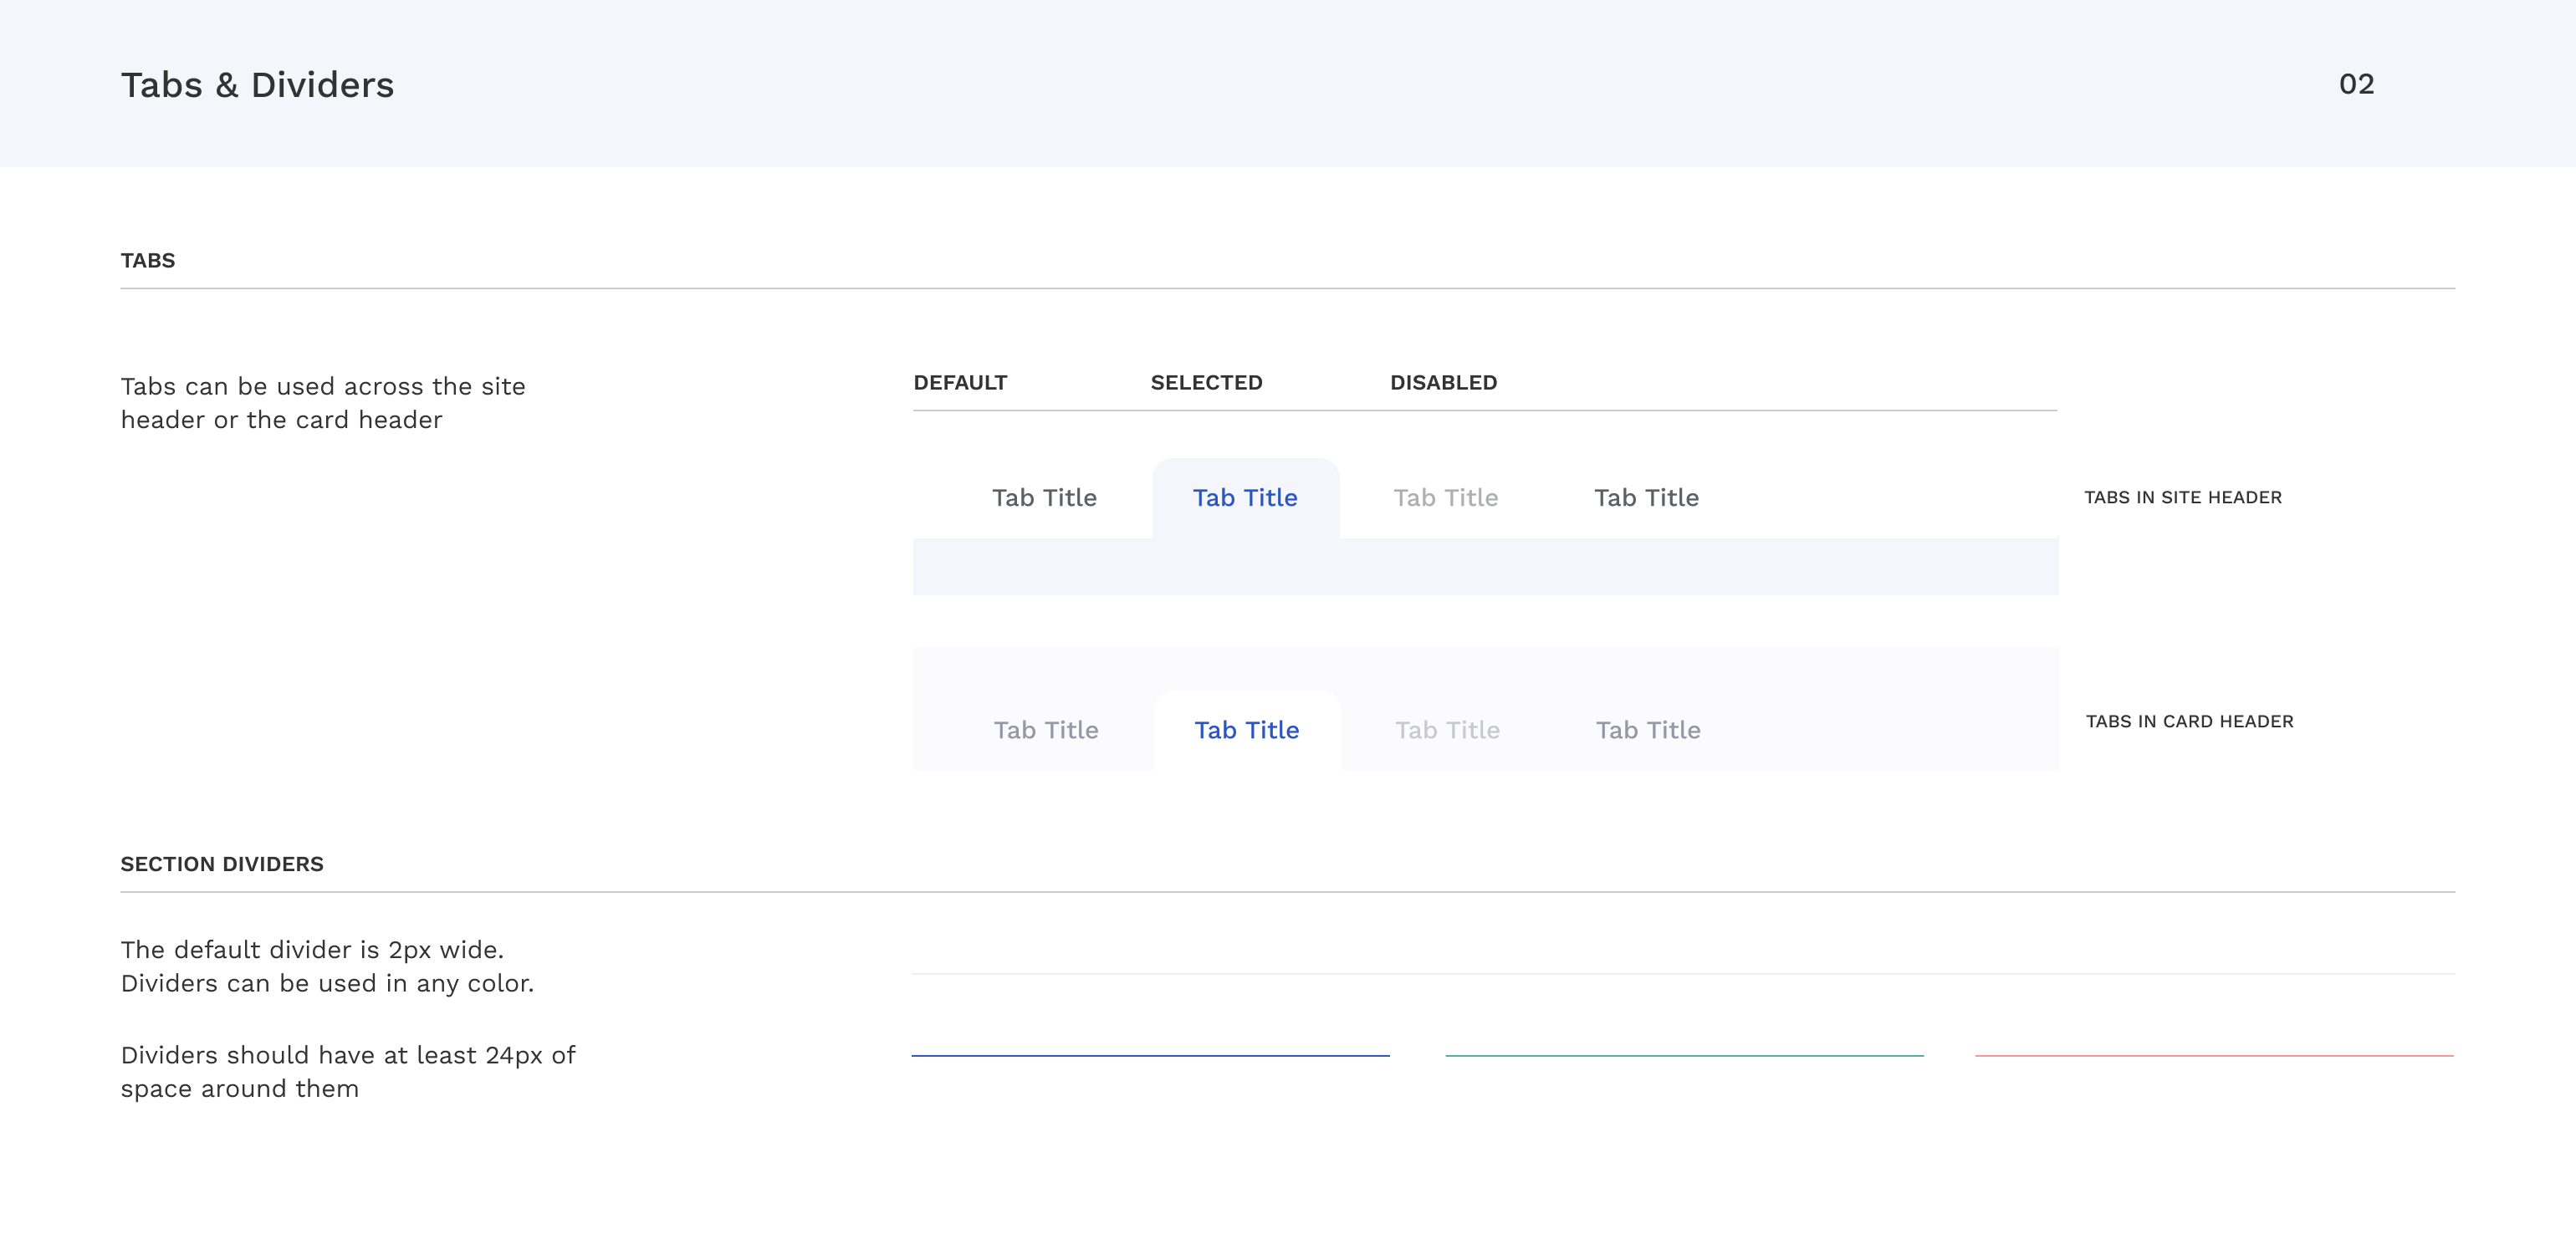 Tabs & Dividers
02
TABS
Tabs can be used across the site
header or the card header
DEFAULT SELECTED DISABLED
Tab Title Tab Title Tab Title Tab Title
TABS IN SITE HEADER
Tab Title Tab Title Tab Title Tab Title
TABS IN CARD HEADER
SECTION DIVIDERS
The default divider is 2px wide.
Dividers can be used in any color.
Dividers should have at least 24px of
space around them